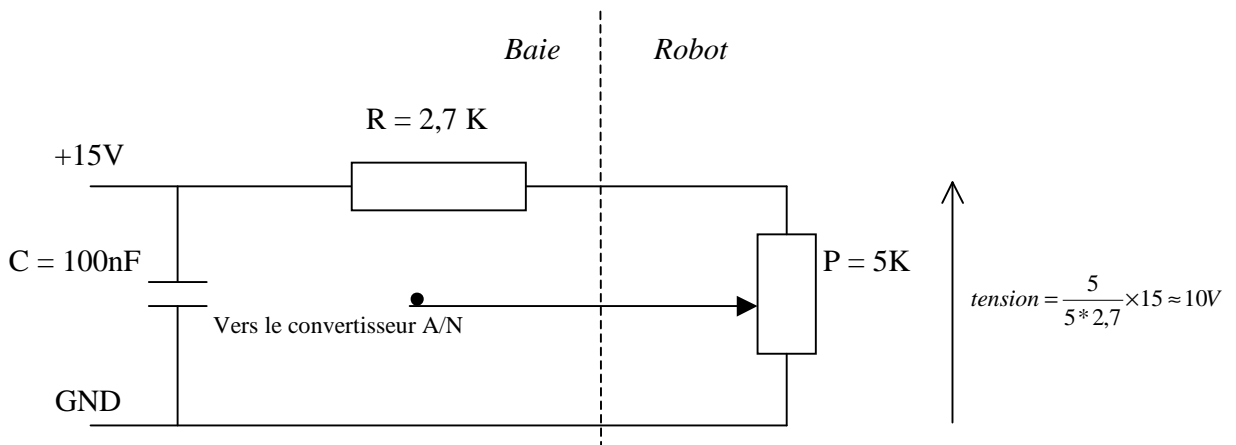 Baie
Robot
R = 2,7 K
+15V
C = 100nF
P = 5K
tension = 5 / 5 * 2,7 × 15 ≈ 10V
Vers le convertisseur A/N
GND